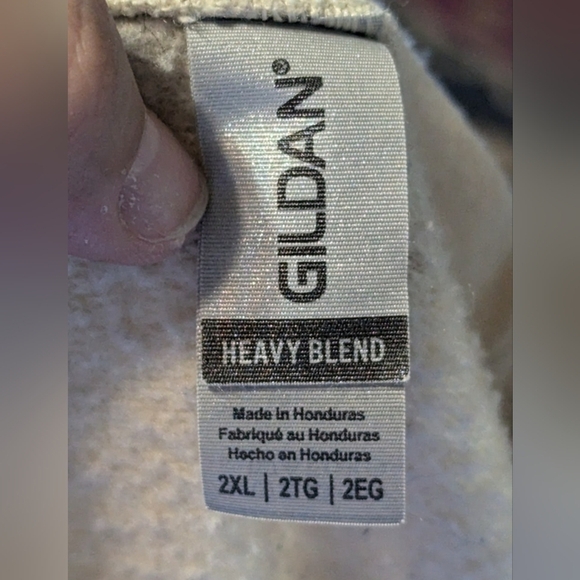 GILDAN®
HEAVY BLEND
Made in Honduras
Fabriqué au Honduras
Hecho en Honduras
2XL | 2TG | 2EG